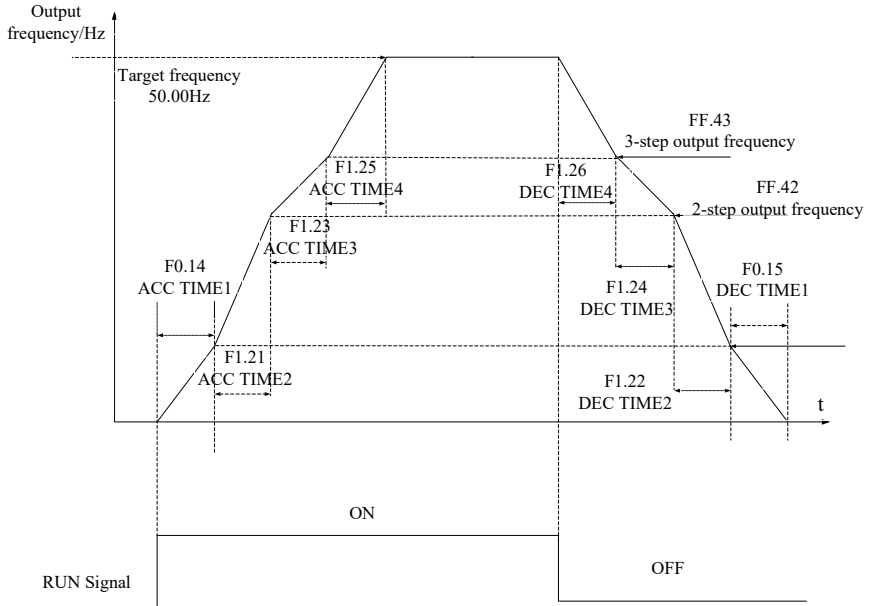 Output
frequency/Hz
Target frequency
50.00Hz
FF.43
3-step output frequency
F1.25
ACC TIME4
F1.26
DEC TIME4
FF.42
2-step output frequency
F1.23
ACC TIME3
F0.14
ACC TIME1
F1.24
DEC TIME3
F0.15
DEC TIME1
F1.21
ACC TIME2
F1.22
DEC TIME2
t
ON
RUN Signal
OFF